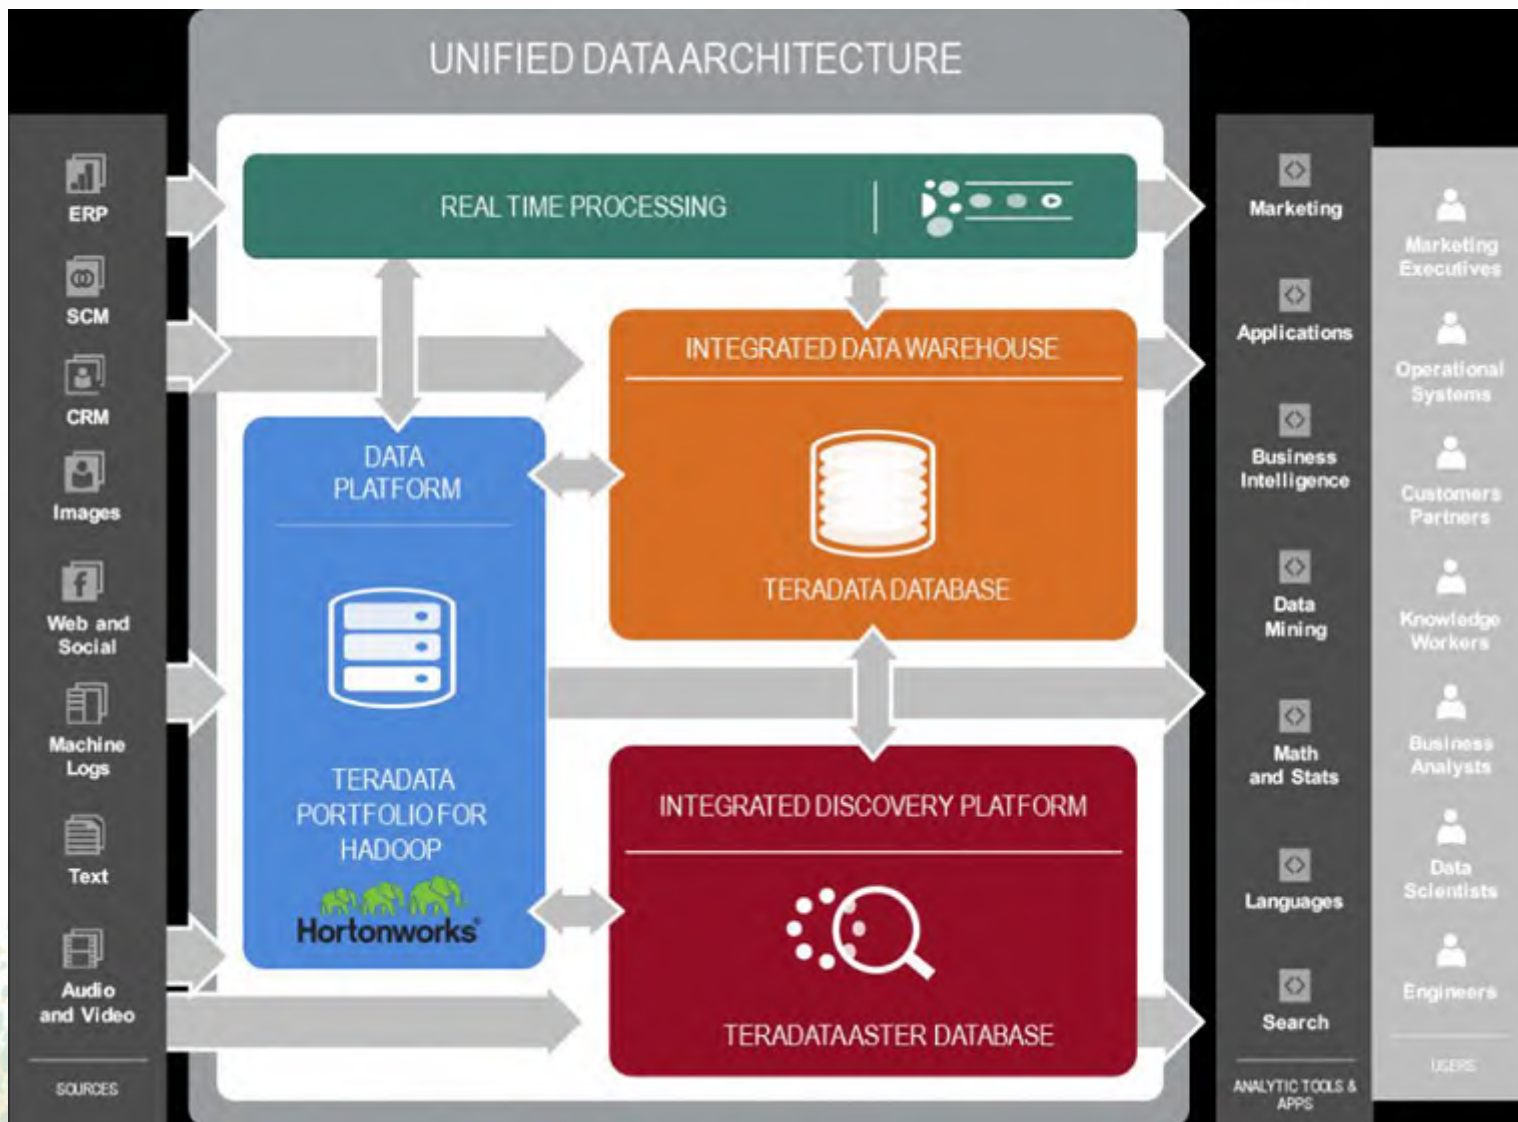 UNIFIED DATA ARCHITECTURE
ERP
SCM
CRM
Images
Web and
Social
Machine
Logs
Text
Audio
and Video
SOURCES
REAL TIME PROCESSING
DATA
PLATFORM
TERADATA
PORTFOLIO FOR
HADOOP
Hortonworks
INTEGRATED DATA WAREHOUSE
TERADATA DATABASE
INTEGRATED DISCOVERY PLATFORM
TERADATA ASTER DATABASE
Marketing
Applications
Business
Intelligence
Data
Mining
Math
and Stats
Languages
Search
ANALYTIC TOOLS &
APPS
Marketing
Executives
Operational
Systems
Customers
Partners
Knowledge
Workers
Business
Analysts
Data
Scientists
Engineers
USERS